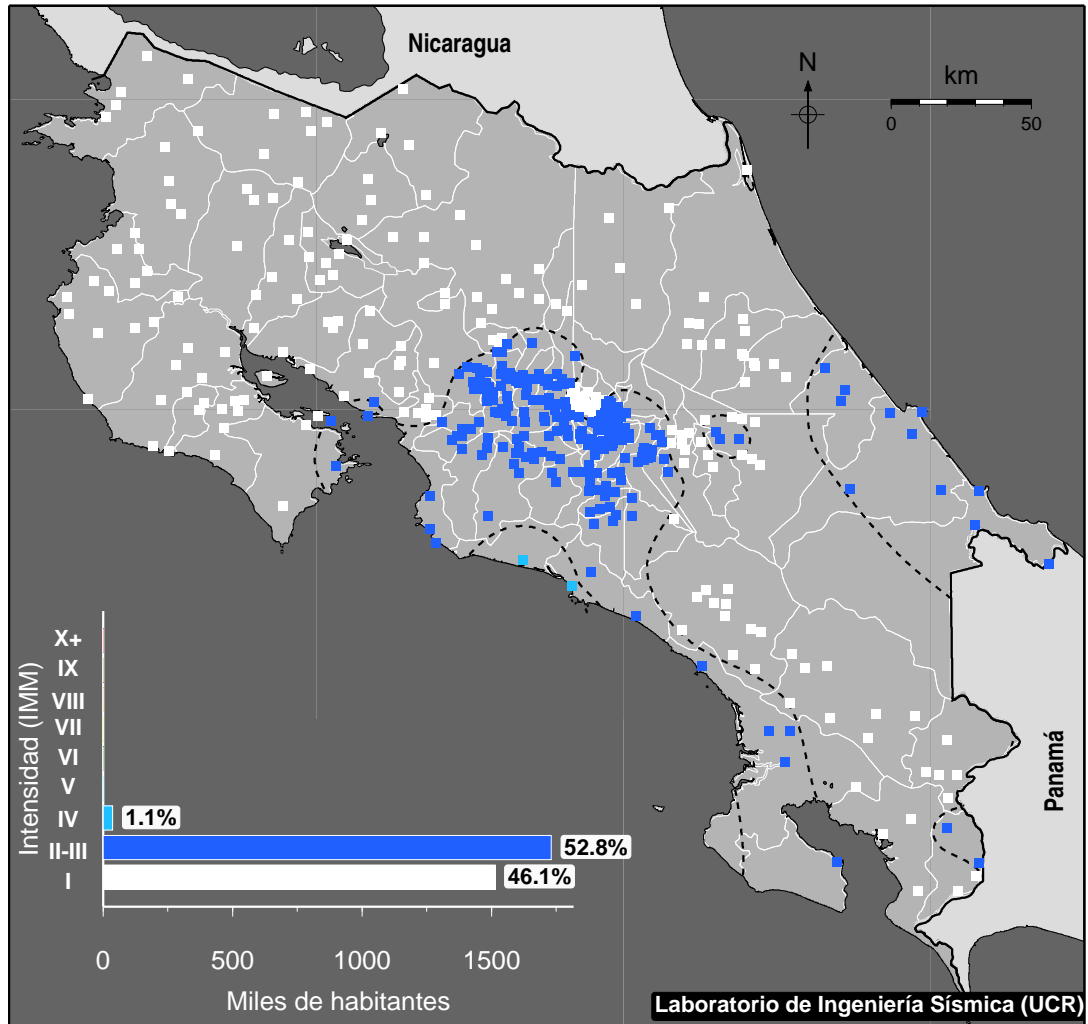 Nicaragua
N
km
0 50
Panamá
Intensidad (IMM)
X+
IX
VIII
VII
VI
V
IV 1.1%
II-III 52.8%
I 46.1%
0 500 1000 1500
Miles de habitantes
Laboratorio de Ingeniería Sísmica (UCR)